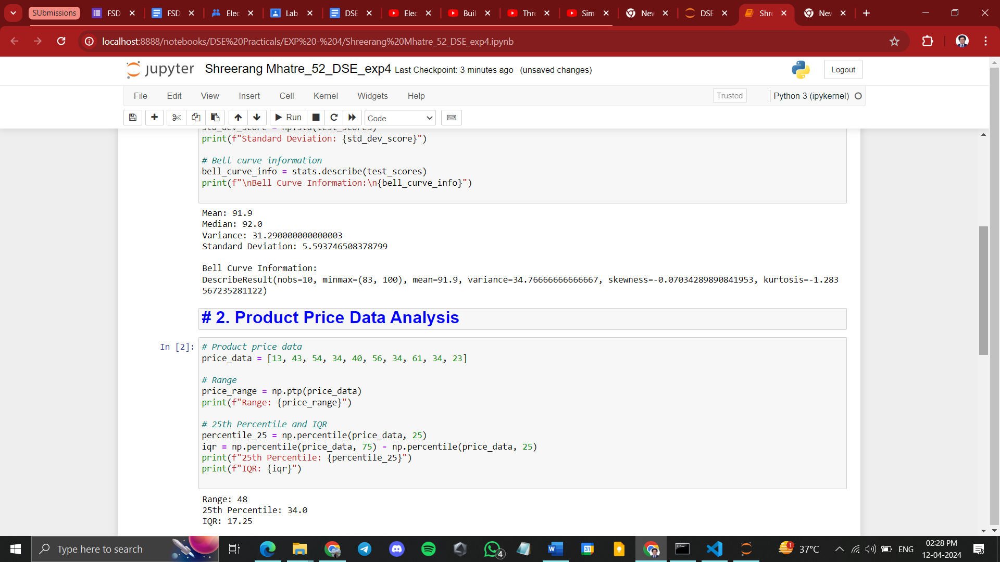 SUbmissions FSD FSD Elec Lab DSE Elec Buil Thre Sim Nev DSE Shre Nev
localhost:8888/notebooks/DSE%20Practicals/EXP%20-%204/Shreerang%20Mhatre_52_DSE_exp4.ipynb
jupyter Shreerang Mhatre_52_DSE_exp4 Last Checkpoint: 3 minutes ago (unsaved changes) Logout
File Edit View Insert Cell Kernel Widgets Help Trusted Python 3 (ipykernel)
Run Code
std_dev_score = np.std(test_scores)
print(f"Standard Deviation: {std_dev_score}")
# Bell curve information
bell_curve_info = stats.describe(test_scores)
print(f"\nBell Curve Information:\n{bell_curve_info}")
Mean: 91.9
Median: 92.0
Variance: 31.290000000000003
Standard Deviation: 5.593746508378799
Bell Curve Information:
DescribeResult(nobs=10, minmax=(83, 100), mean=91.9, variance=34.76666666666667, skewness=-0.07034289890841953, kurtosis=-1.283
567235281122)
# 2. Product Price Data Analysis
In [2]: # Product price data
price_data = [13, 43, 54, 34, 40, 56, 34, 61, 34, 23]
# Range
price_range = np.ptp(price_data)
print(f"Range: {price_range}")
# 25th Percentile and IQR
percentile_25 = np.percentile(price_data, 25)
iqr = np.percentile(price_data, 75) - np.percentile(price_data, 25)
print(f"25th Percentile: {percentile_25}")
print(f"IQR: {iqr}")
Range: 48
25th Percentile: 34.0
IQR: 17.25
Type here to search 4 31 1 37°C ENG 02:28 PM
12-04-2024